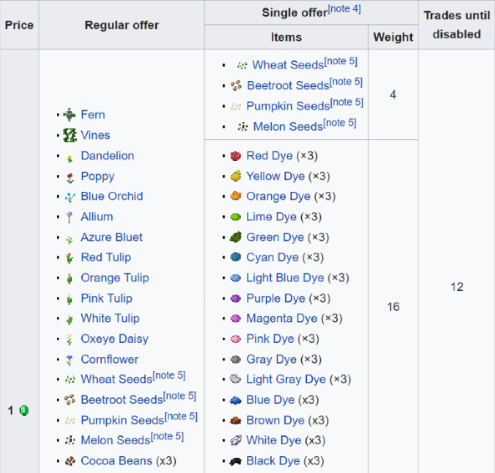 Price
Regular offer
Single offer[note 4]
Items
Weight
Trades until
disabled
1
Fern
Vines
Dandelion
Poppy
Blue Orchid
Allium
Azure Bluet
Red Tulip
Orange Tulip
Pink Tulip
White Tulip
Oxeye Daisy
Cornflower
Wheat Seeds[note 5]
Beetroot Seeds[note 5]
Pumpkin Seeds[note 5]
Melon Seeds[note 5]
Cocoa Beans (x3)
Wheat Seeds[note 5]
Beetroot Seeds[note 5]
Pumpkin Seeds[note 5]
Melon Seeds[note 5]
4
Red Dye (×3)
Yellow Dye (×3)
Orange Dye (×3)
Lime Dye (×3)
Green Dye (×3)
Cyan Dye (×3)
Light Blue Dye (×3)
Purple Dye (×3)
Magenta Dye (×3)
Pink Dye (×3)
Gray Dye (×3)
Light Gray Dye (×3)
Blue Dye (×3)
Brown Dye (×3)
White Dye (×3)
Black Dye (×3)
16
12